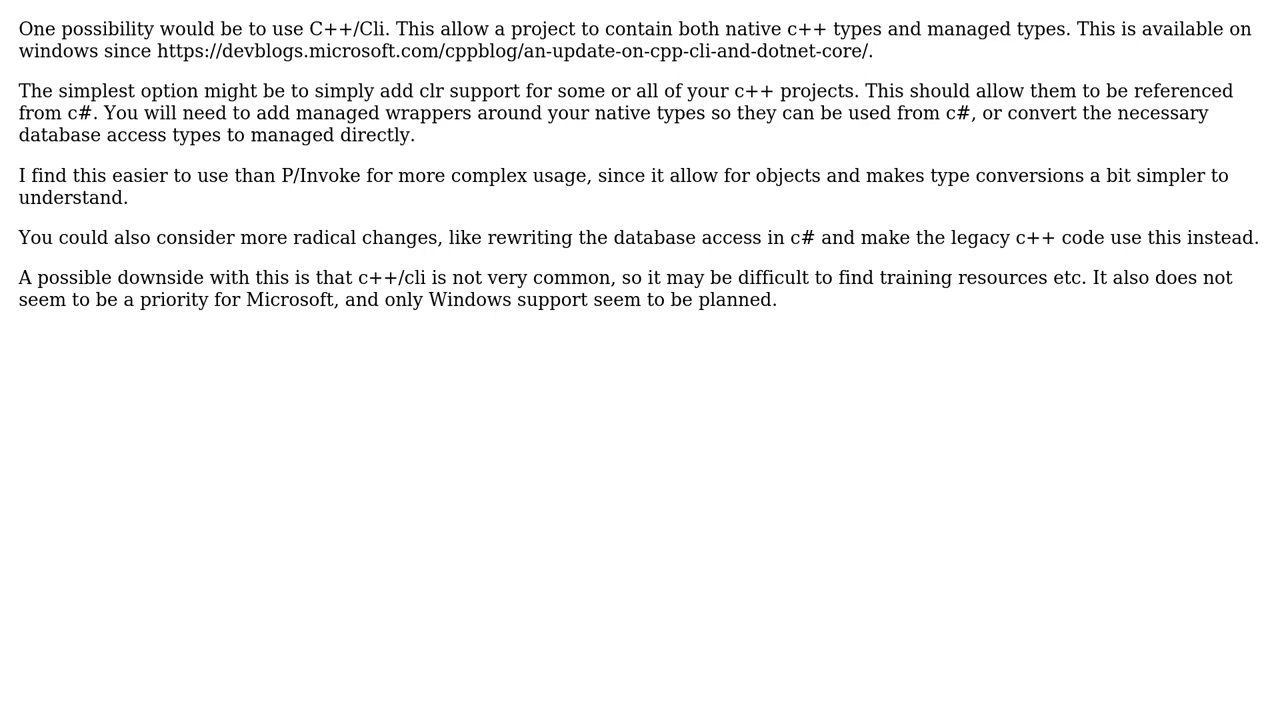 One possibility would be to use C++/Cli. This allow a project to contain both native c++ types and managed types. This is available on
windows since https://devblogs.microsoft.com/cppblog/an-update-on-cpp-cli-and-dotnet-core/.
The simplest option might be to simply add clr support for some or all of your c++ projects. This should allow them to be referenced
from c#. You will need to add managed wrappers around your native types so they can be used from c#, or convert the necessary
database access types to managed directly.
I find this easier to use than P/Invoke for more complex usage, since it allow for objects and makes type conversions a bit simpler to
understand.
You could also consider more radical changes, like rewriting the database access in c# and make the legacy c++ code use this instead.
A possible downside with this is that c++/cli is not very common, so it may be difficult to find training resources etc. It also does not
seem to be a priority for Microsoft, and only Windows support seem to be planned.